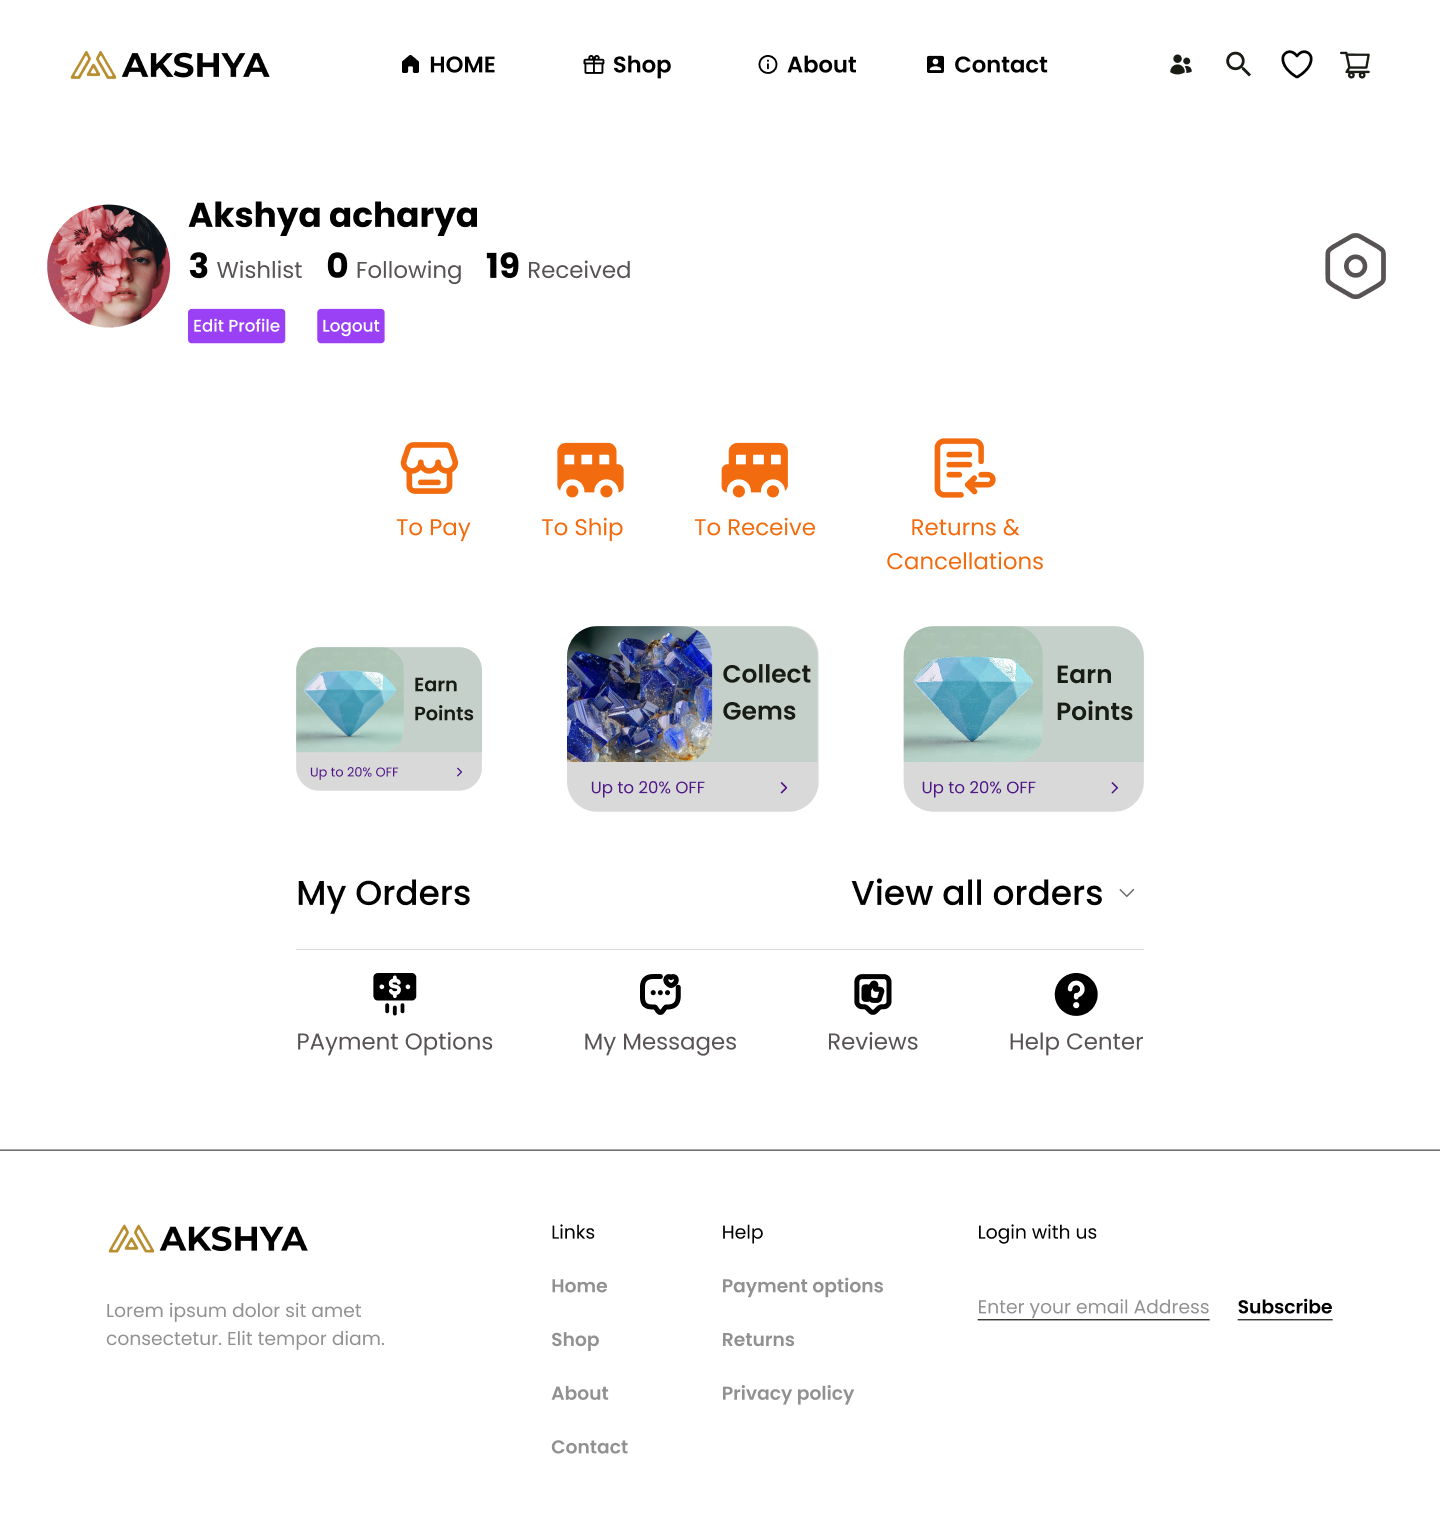 AKSHYA
HOME
Shop
About
Contact
Akshya acharya
3 Wishlist 0 Following 19 Received
Edit Profile
Logout
To Pay
To Ship
To Receive
Returns &
Cancellations
Earn
Points
Up to 20% OFF
Collect
Gems
Up to 20% OFF
Earn
Points
Up to 20% OFF
My Orders
View all orders
PAyment Options
My Messages
Reviews
Help Center
AKSHYA
Lorem ipsum dolor sit amet
consectetur. Elit tempor diam.
Links
Home
Shop
About
Contact
Help
Payment options
Returns
Privacy policy
Login with us
Enter your email Address
Subscribe